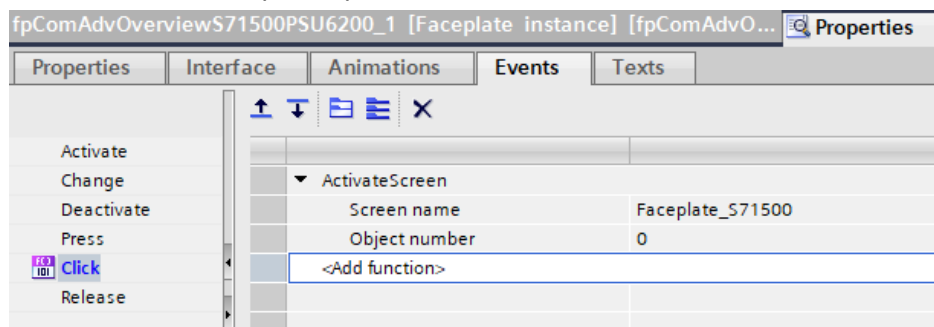 fpComAdvOverviewS71500PSU6200_1 [Faceplate instance] [fpComAdvO... Properties
Properties Interface Animations Events Texts
Activate
Change ActivateScreen
Deactivate Screen name Faceplate_S71500
Press Object number 0
Click <Add function>
Release